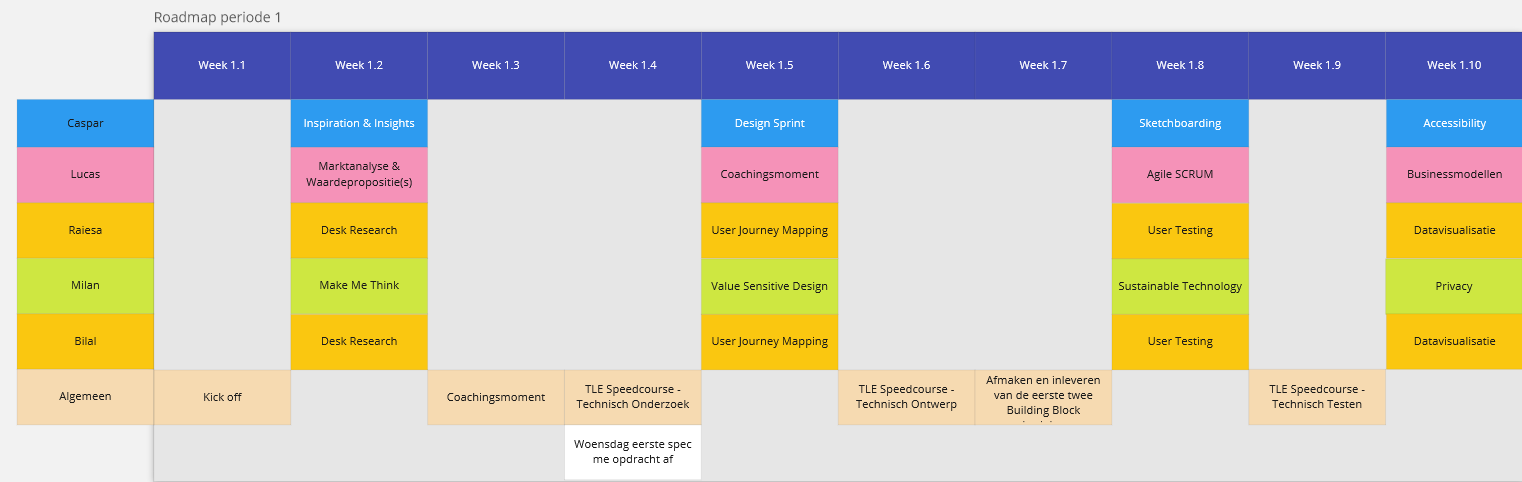 Roadmap periode 1
Week 1.1
Week 1.2
Week 1.3
Week 1.4
Week 1.5
Week 1.6
Week 1.7
Week 1.8
Week 1.9
Week 1.10
Caspar
Inspiration & Insights
Design Sprint
Sketchboarding
Accessibility
Lucas
Marktanalyse &
Waardepropositie(s)
Coachingsmoment
Agile SCRUM
Businessmodellen
Raiesa
Desk Research
User Journey Mapping
User Testing
Datavisualisatie
Milan
Make Me Think
Value Sensitive Design
Sustainable Technology
Privacy
Bilal
Desk Research
User Journey Mapping
User Testing
Datavisualisatie
Algemeen
Kick off
Coachingsmoment
TLE Speedcourse -
Technisch Onderzoek
TLE Speedcourse -
Technisch Ontwerp
Afmaken en inleveren
van de eerste twee
Building Block
TLE Speedcourse -
Technisch Testen
Woensdag eerste spec
me opdracht af